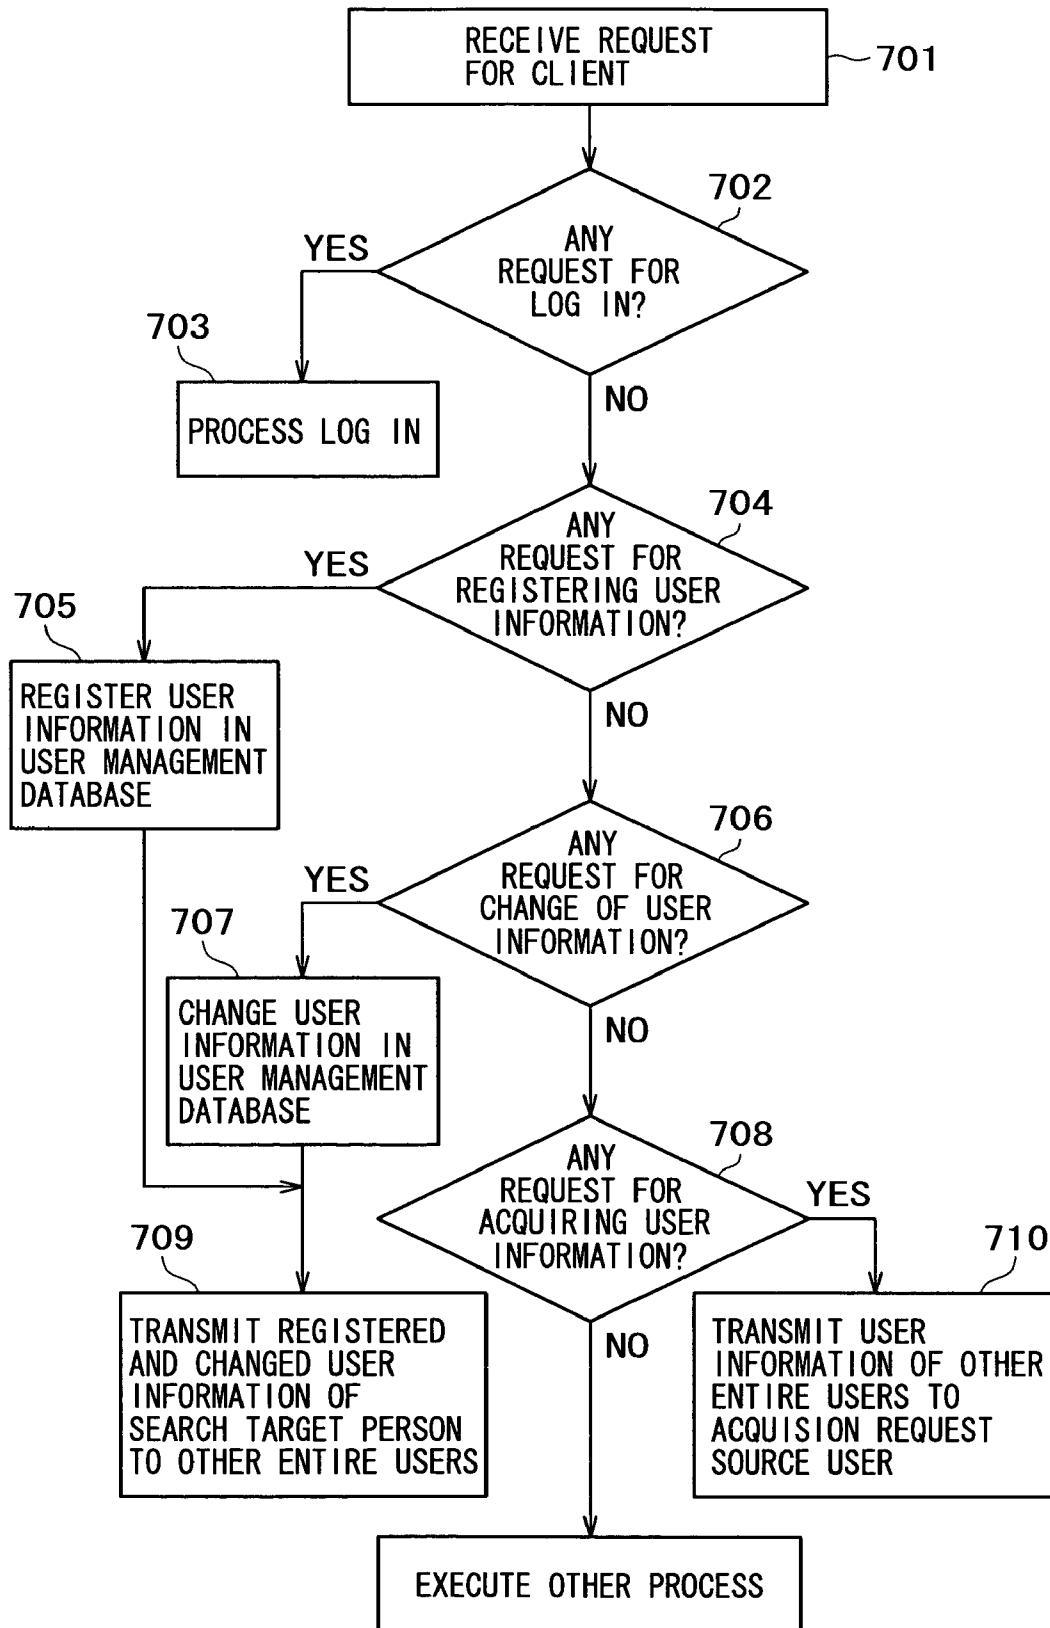 RECEIVE REQUEST
FOR CLIENT
701
702
ANY
REQUEST FOR
LOG IN?
YES
703
PROCESS LOG IN
NO
704
ANY
REQUEST FOR
REGISTERING USER
INFORMATION?
YES
705
REGISTER USER
INFORMATION IN
USER MANAGEMENT
DATABASE
NO
706
ANY
REQUEST FOR
CHANGE OF USER
INFORMATION?
YES
707
CHANGE USER
INFORMATION IN
USER MANAGEMENT
DATABASE
NO
708
ANY
REQUEST FOR
ACQUIRING USER
INFORMATION?
YES
709
TRANSMIT REGISTERED
AND CHANGED USER
INFORMATION OF
SEARCH TARGET PERSON
TO OTHER ENTIRE USERS
710
TRANSMIT USER
INFORMATION OF OTHER
ENTIRE USERS TO
ACQUISION REQUEST
SOURCE USER
NO
EXECUTE OTHER PROCESS